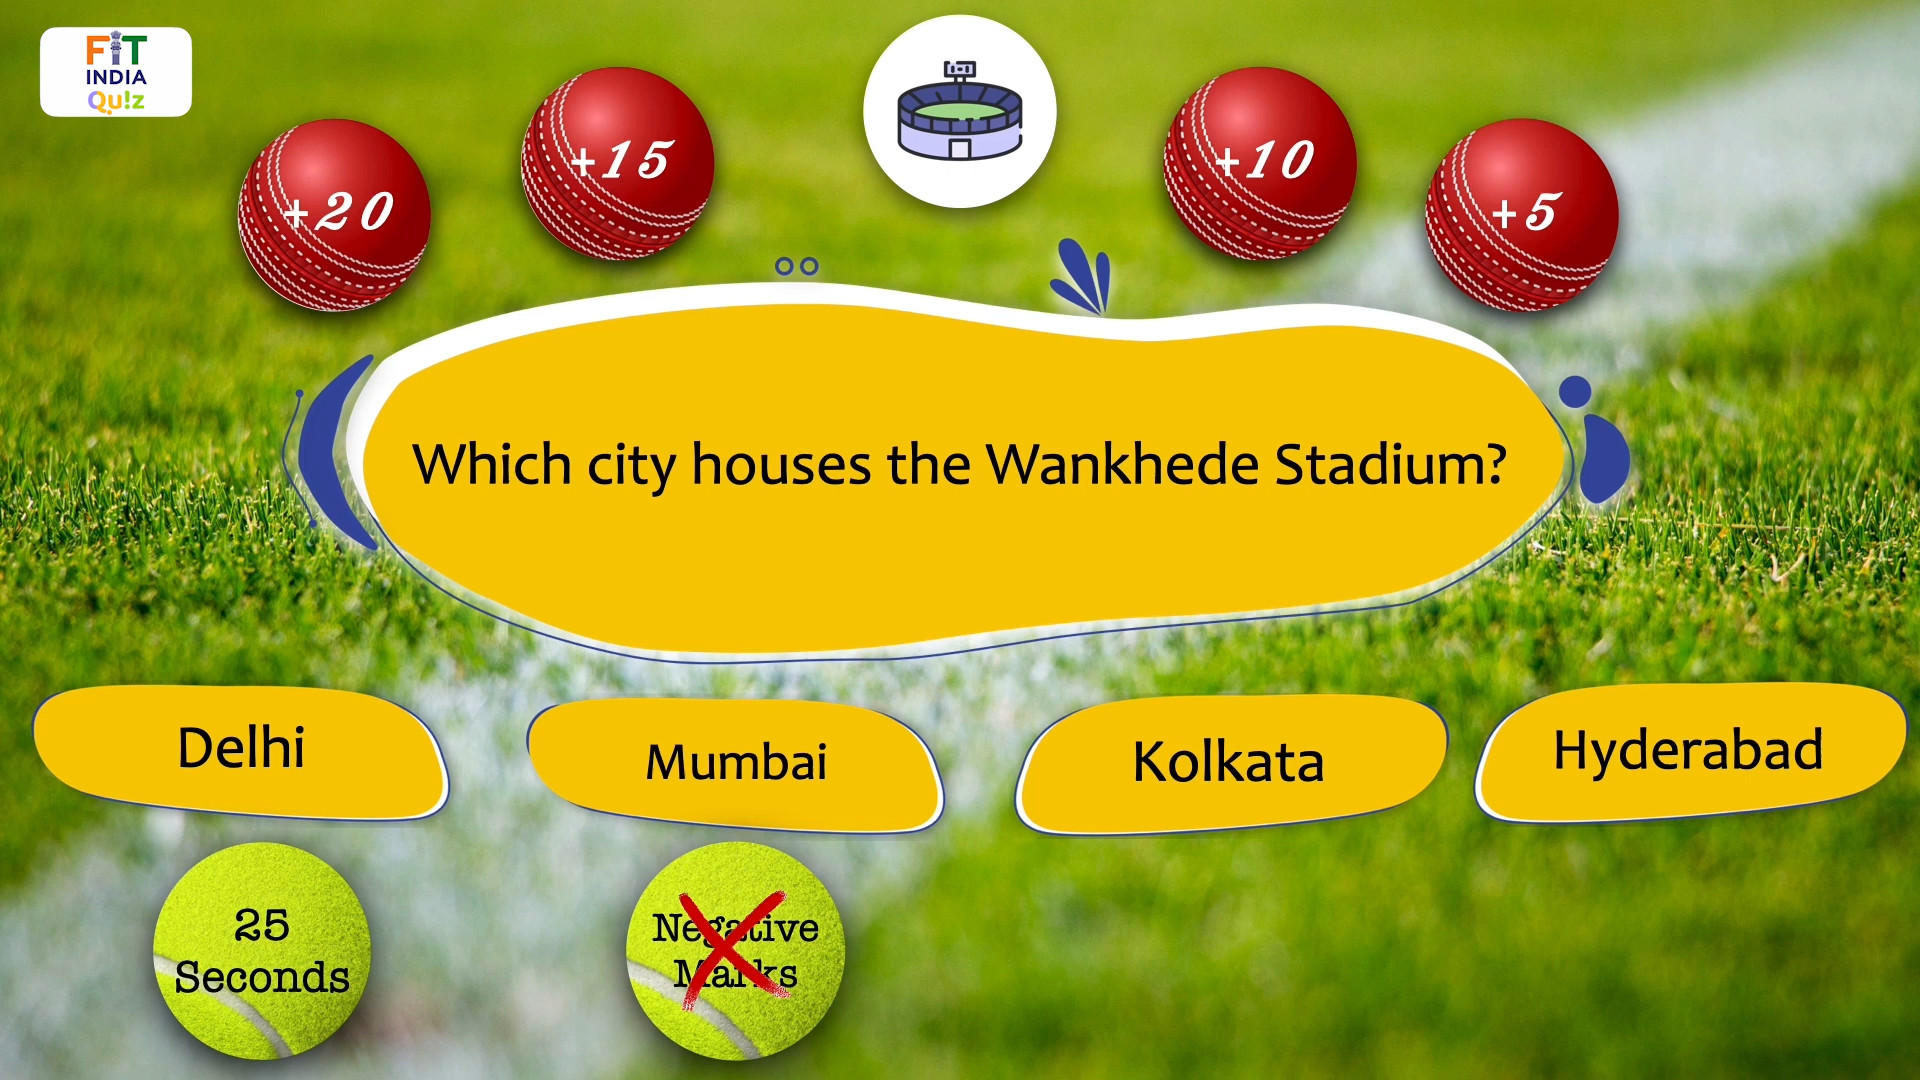 FiT
INDIA
Qu!z
+20
+15
+10
+5
Which city houses the Wankhede Stadium?
Delhi
Mumbai
Kolkata
Hyderabad
25
Seconds
Negative
Marks